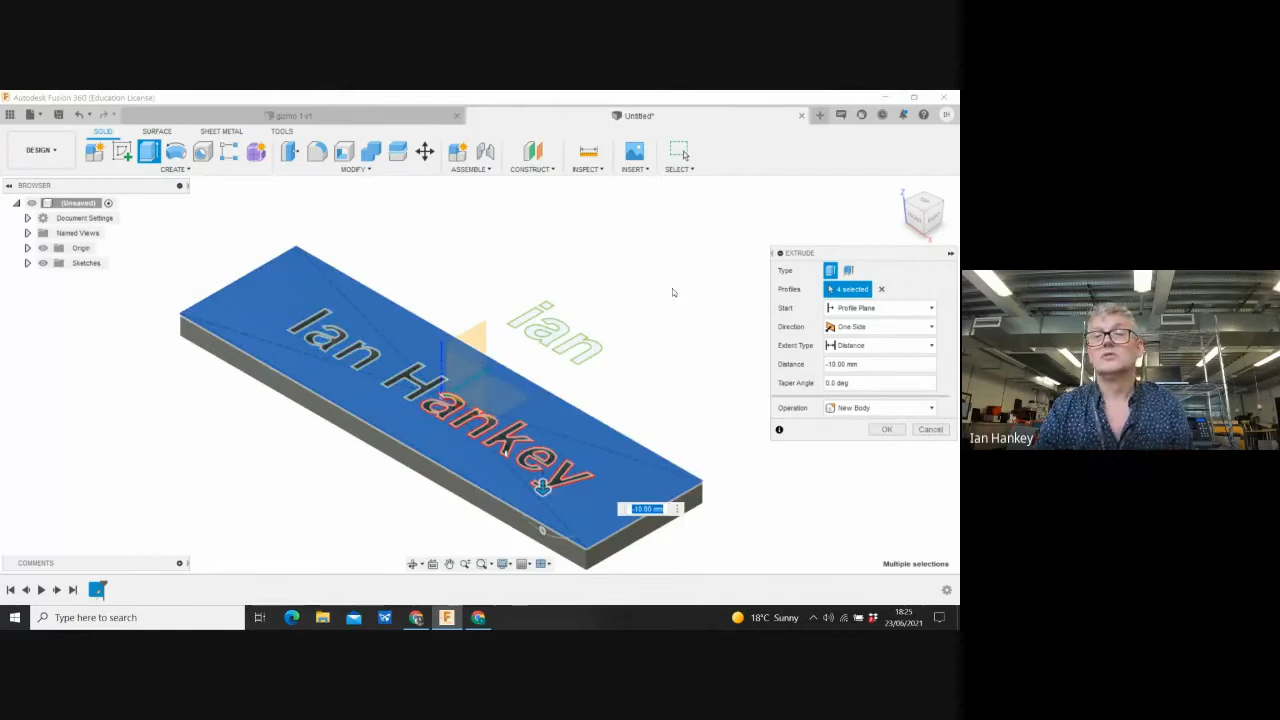 Autodesk Fusion 360 (Education License)
gizmo 1 v1
Untitled*
IH
SOLID SURFACE SHEET METAL TOOLS
DESIGN
CREATE MODIFY ASSEMBLE CONSTRUCT INSPECT INSERT SELECT
BROWSER
(Unsaved)
Document Settings
Named Views
Origin
Sketches
Z
X
EXTRUDE
Type
Profiles 4 selected
Start Profile Plane
Direction One Side
Extent Type Distance
Distance -10.00 mm
Taper Angle 0.0 deg
Operation New Body
OK Cancel
ian
Ian Hankey
-10.00 mm
Ian Hankey
COMMENTS
Multiple selections
Type here to search
18°C Sunny
18:25
23/06/2021